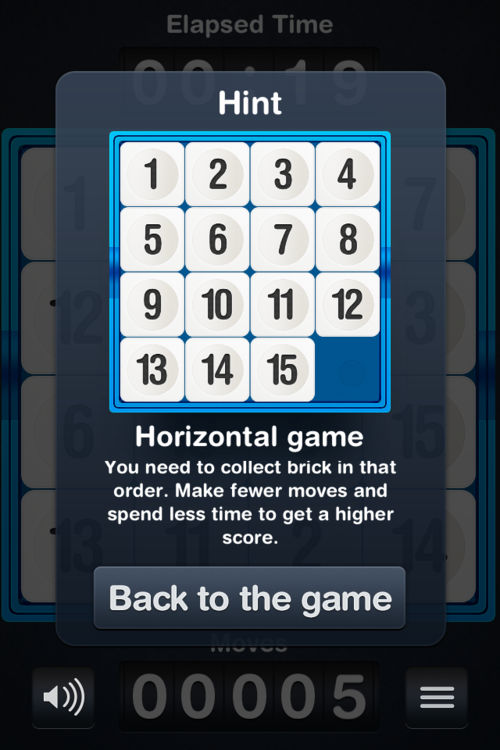 Elapsed Time
00:19
Hint
1 2 3 4
5 6 7 8
9 10 11 12
13 14 15
Horizontal game
You need to collect brick in that
order. Make fewer moves and
spend less time to get a higher
score.
Back to the game
Moves
00005